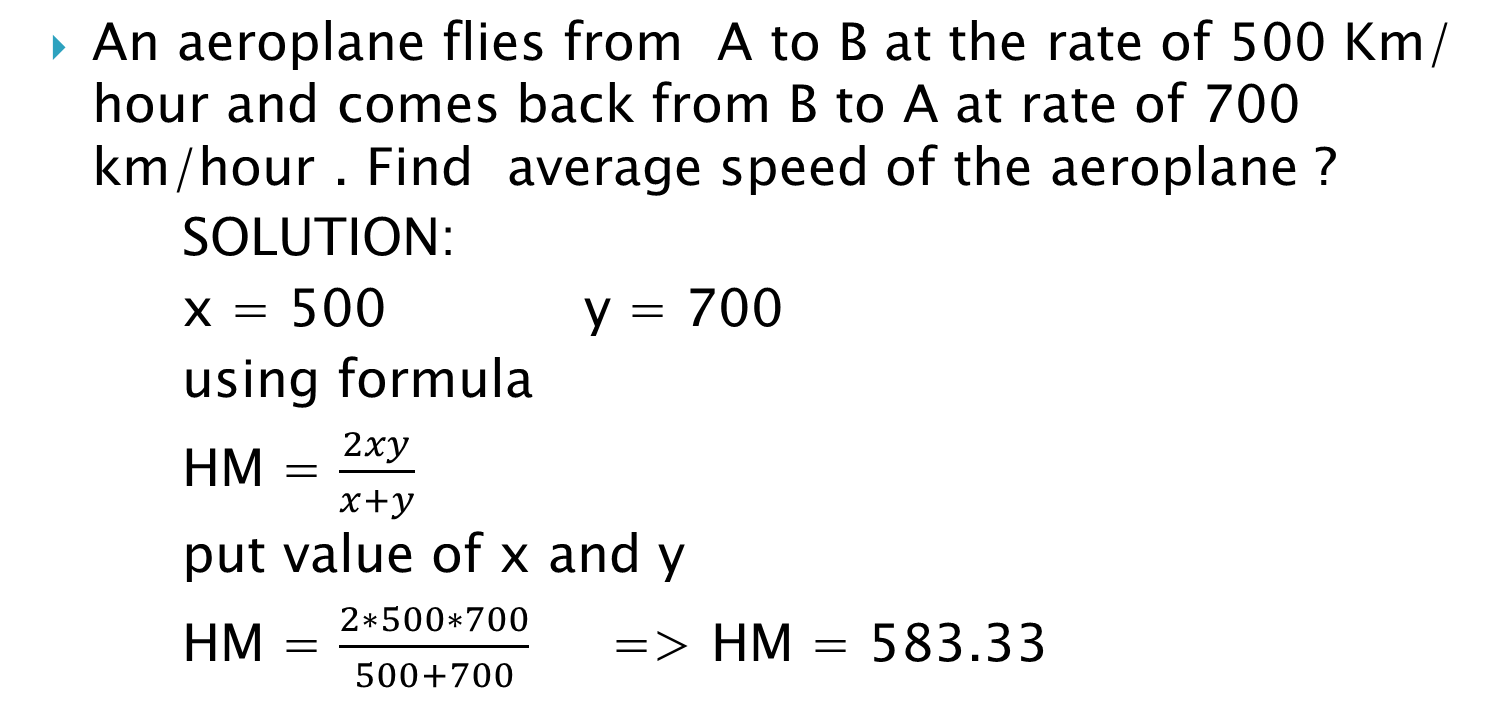 An aeroplane flies from  A to B at the rate of 500 Km/
hour and comes back from B to A at rate of 700
km/hour . Find  average speed of the aeroplane ?
SOLUTION:
x = 500 y = 700
using formula
HM = 2xy/x+y
put value of x and y
HM = 2*500*700/500+700 => HM = 583.33